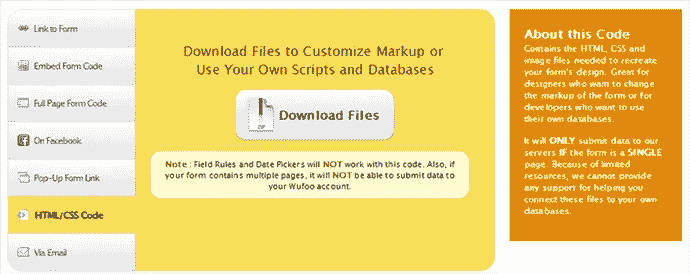 Link to Form
Embed Form Code
Full Page Form Code
On Facebook
Pop-Up Form Link
HTML/CSS Code
Via Email
Download Files to Customize Markup or
Use Your Own Scripts and Databases
ZIP
Download Files
Note : Field Rules and Date Pickers will NOT work with this code. Also, if
your form contains multiple pages, it will NOT be able to submit data to
your Wufoo account.
About this Code
Contains the HTML, CSS and
image files needed to recreate
your form's design. Great for
designers who want to change
the markup of the form or for
developers who want to use
their own databases.
It will ONLY submit data to our
servers IF the form is a SINGLE
page. Because of limited
resources, we cannot provide
any support for helping you
connect these files to your own
databases.